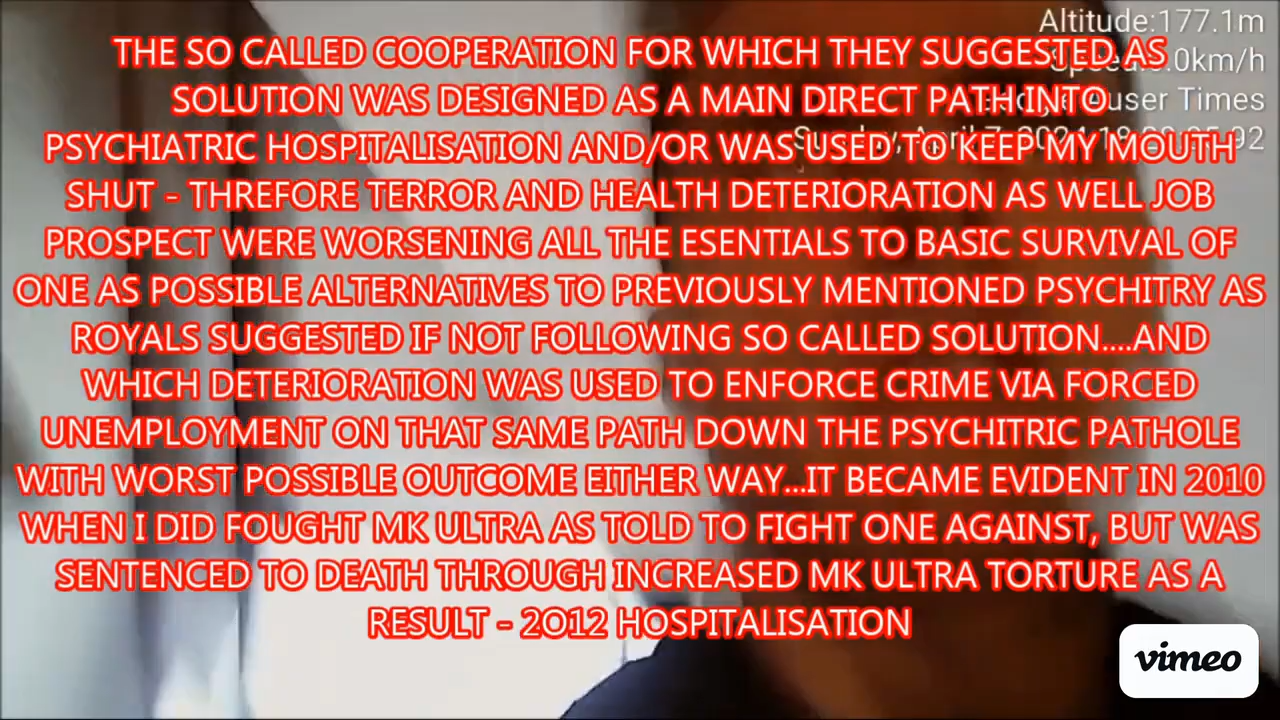 Altitude:177.1m
THE SO CALLED COOPERATION FOR WHICH THEY SUGGESTED AS
SOLUTION WAS DESIGNED AS A MAIN DIRECT PATH INTO
user Times
PSYCHIATRIC HOSPITALISATION AND/OR WAS USED TO KEEP MY MOUTH
SHUT - THREFORE TERROR AND HEALTH DETERIORATION AS WELL JOB
PROSPECT WERE WORSENING ALL THE ESENTIALS TO BASIC SURVIVAL OF
ONE AS POSSIBLE ALTERNATIVES TO PREVIOUSLY MENTIONED PSYCHITRY AS
ROYALS SUGGESTED IF NOT FOLLOWING SO CALLED SOLUTION....AND
WHICH DETERIORATION WAS USED TO ENFORCE CRIME VIA FORCED
UNEMPLOYMENT ON THAT SAME PATH DOWN THE PSYCHITRIC PATHOLE
WITH WORST POSSIBLE OUTCOME EITHER WAY...IT BECAME EVIDENT IN 2010
WHEN I DID FOUGHT MK ULTRA AS TOLD TO FIGHT ONE AGAINST, BUT WAS
SENTENCED TO DEATH THROUGH INCREASED MK ULTRA TORTURE AS A
RESULT - 2O12 HOSPITALISATION
vimeo